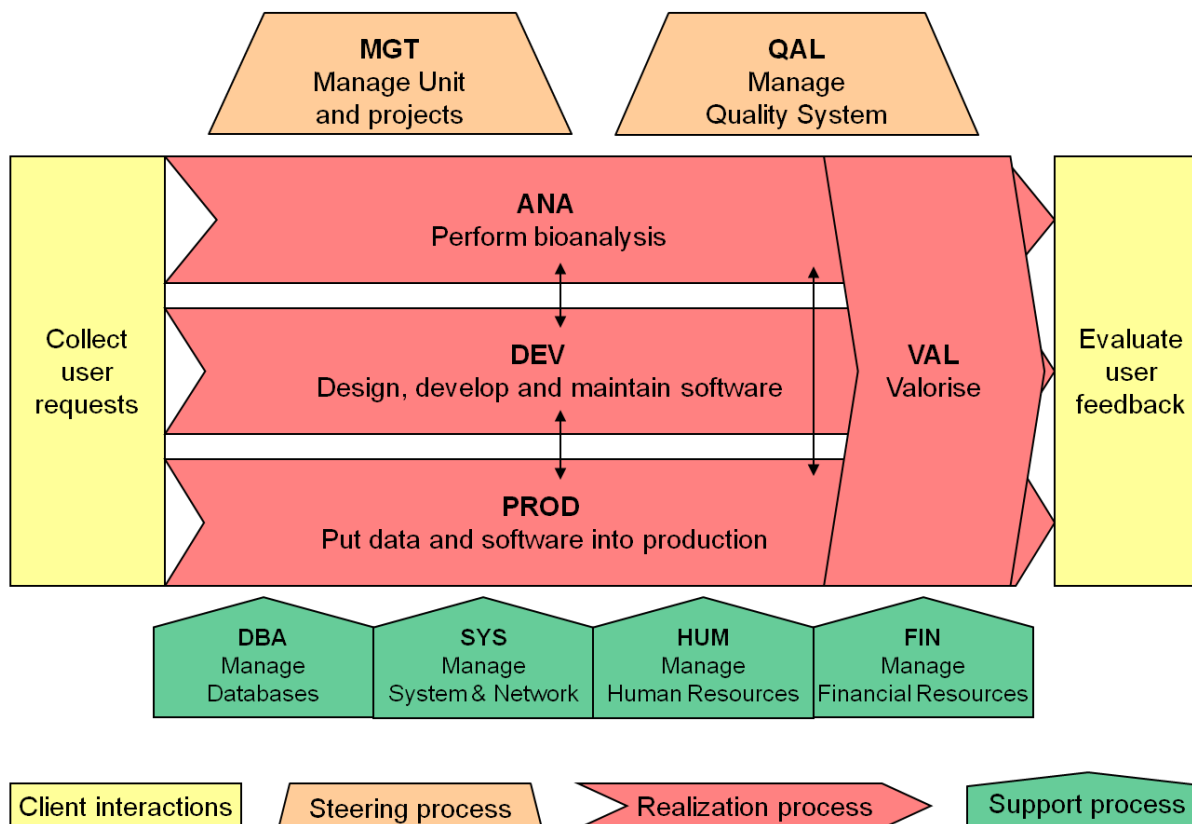 MGT
Manage Unit
and projects
QAL
Manage
Quality System
Collect
user
requests
ANA
Perform bioanalysis
DEV
Design, develop and maintain software
PROD
Put data and software into production
VAL
Valorise
Evaluate
user
feedback
DBA
Manage
Databases
SYS
Manage
System & Network
HUM
Manage
Human Resources
FIN
Manage
Financial Resources
Client interactions
Steering process
Realization process
Support process